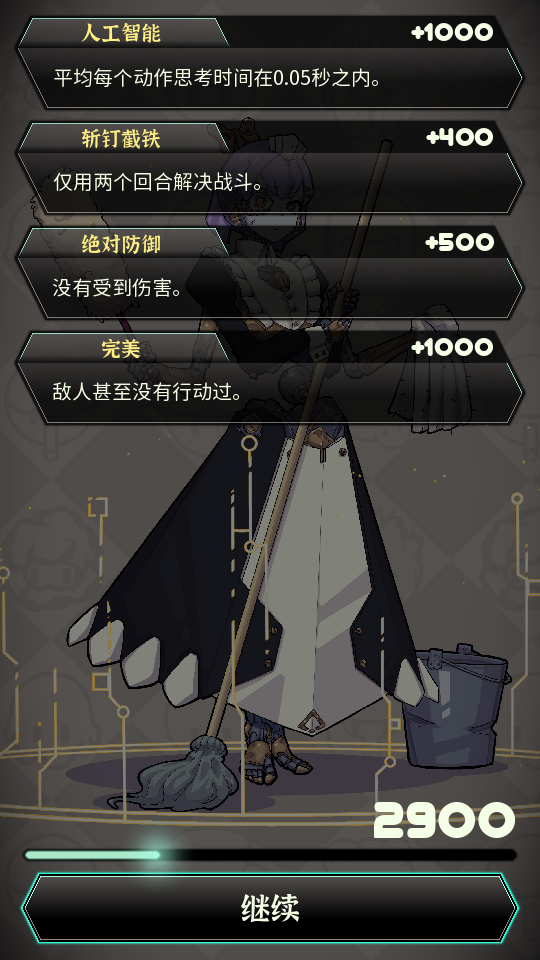 人工智能 +1000
平均每个动作思考时间在0.05秒之内。
斩钉截铁 +400
仅用两个回合解决战斗。
绝对防御 +500
没有受到伤害。
完美 +1000
敌人甚至没有行动过。
2900
继续